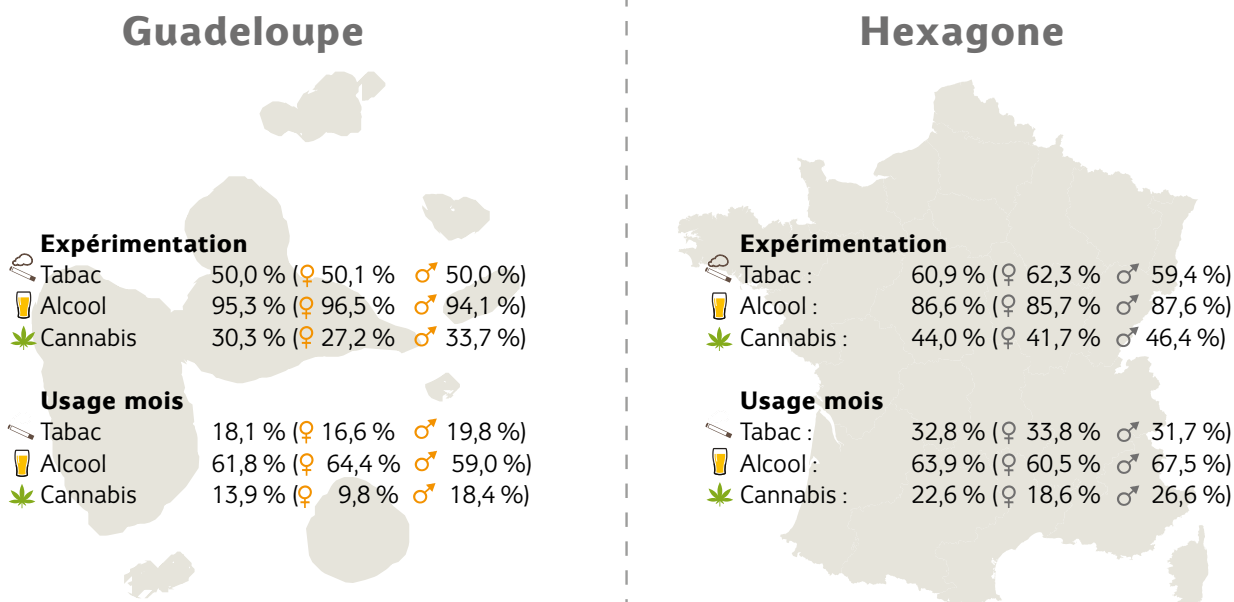 Guadeloupe
Expérimentation
Tabac 50,0 % (♀ 50,1 % ♂ 50,0 %)
Alcool 95,3 % (♀ 96,5 % ♂ 94,1 %)
Cannabis 30,3 % (♀ 27,2 % ♂ 33,7 %)
Usage mois
Tabac 18,1 % (♀ 16,6 % ♂ 19,8 %)
Alcool 61,8 % (♀ 64,4 % ♂ 59,0 %)
Cannabis 13,9 % (♀ 9,8 % ♂ 18,4 %)
Hexagone
Expérimentation
Tabac : 60,9 % (♀ 62,3 % ♂ 59,4 %)
Alcool : 86,6 % (♀ 85,7 % ♂ 87,6 %)
Cannabis : 44,0 % (♀ 41,7 % ♂ 46,4 %)
Usage mois
Tabac : 32,8 % (♀ 33,8 % ♂ 31,7 %)
Alcool : 63,9 % (♀ 60,5 % ♂ 67,5 %)
Cannabis : 22,6 % (♀ 18,6 % ♂ 26,6 %)